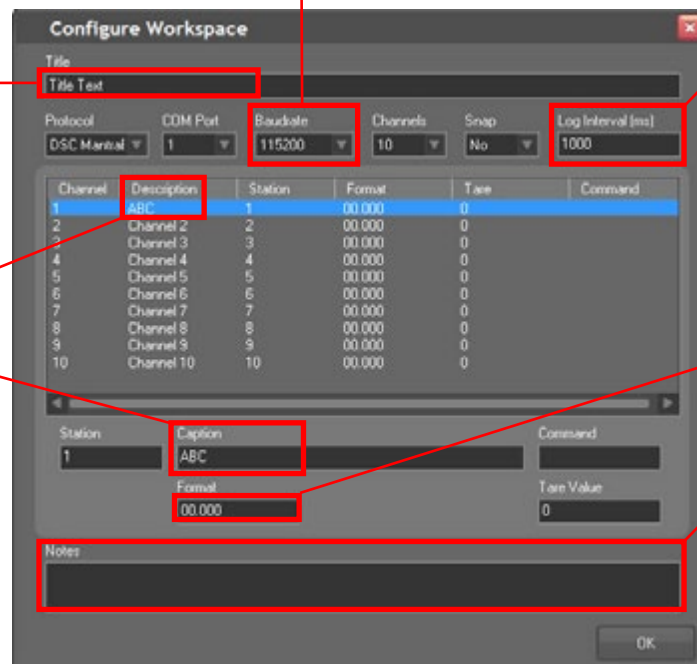 Configure Workspace
Title
Title Text
Protocol COM Port Baudrate Channels Snap Log Interval (ms)
DSC Mantral 1 115200 10 No 1000
Channel Description Station Format Tare Command
1 ABC 1 00.000 0
2 Channel 2 2 00.000 0
3 Channel 3 3 00.000 0
4 Channel 4 4 00.000 0
5 Channel 5 5 00.000 0
6 Channel 6 6 00.000 0
7 Channel 7 7 00.000 0
8 Channel 8 8 00.000 0
9 Channel 9 9 00.000 0
10 Channel 10 10 00.000 0
Station Caption Command
1 ABC
Format Tare Value
00.000 0
Notes
OK